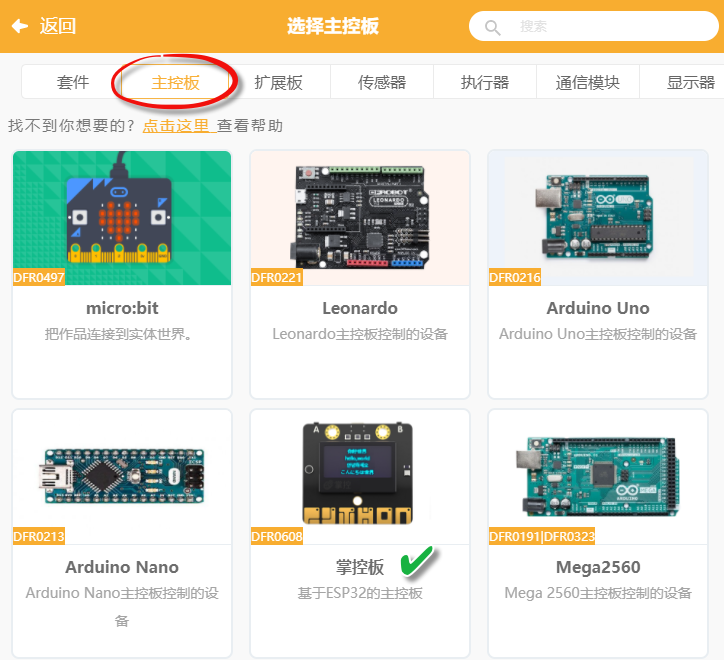 返回
选择主控板
搜索
套件
主控板
扩展板
传感器
执行器
通信模块
显示器
找不到你想要的? 点击这里 查看帮助
DFR0497
micro:bit
把作品连接到实体世界。
DFROBOT
LEONARDO
DFR0221
Leonardo
Leonardo主控板控制的设备
DFR0216
Arduino Uno
Arduino Uno主控板控制的设备
DFR0213
Arduino Nano
Arduino Nano主控板控制的设
备
A
B
hello,world
DFR0608
掌控板
基于ESP32的主控板
MEGA
DFR0191|DFR0323
Mega2560
Mega 2560主控板控制的设备